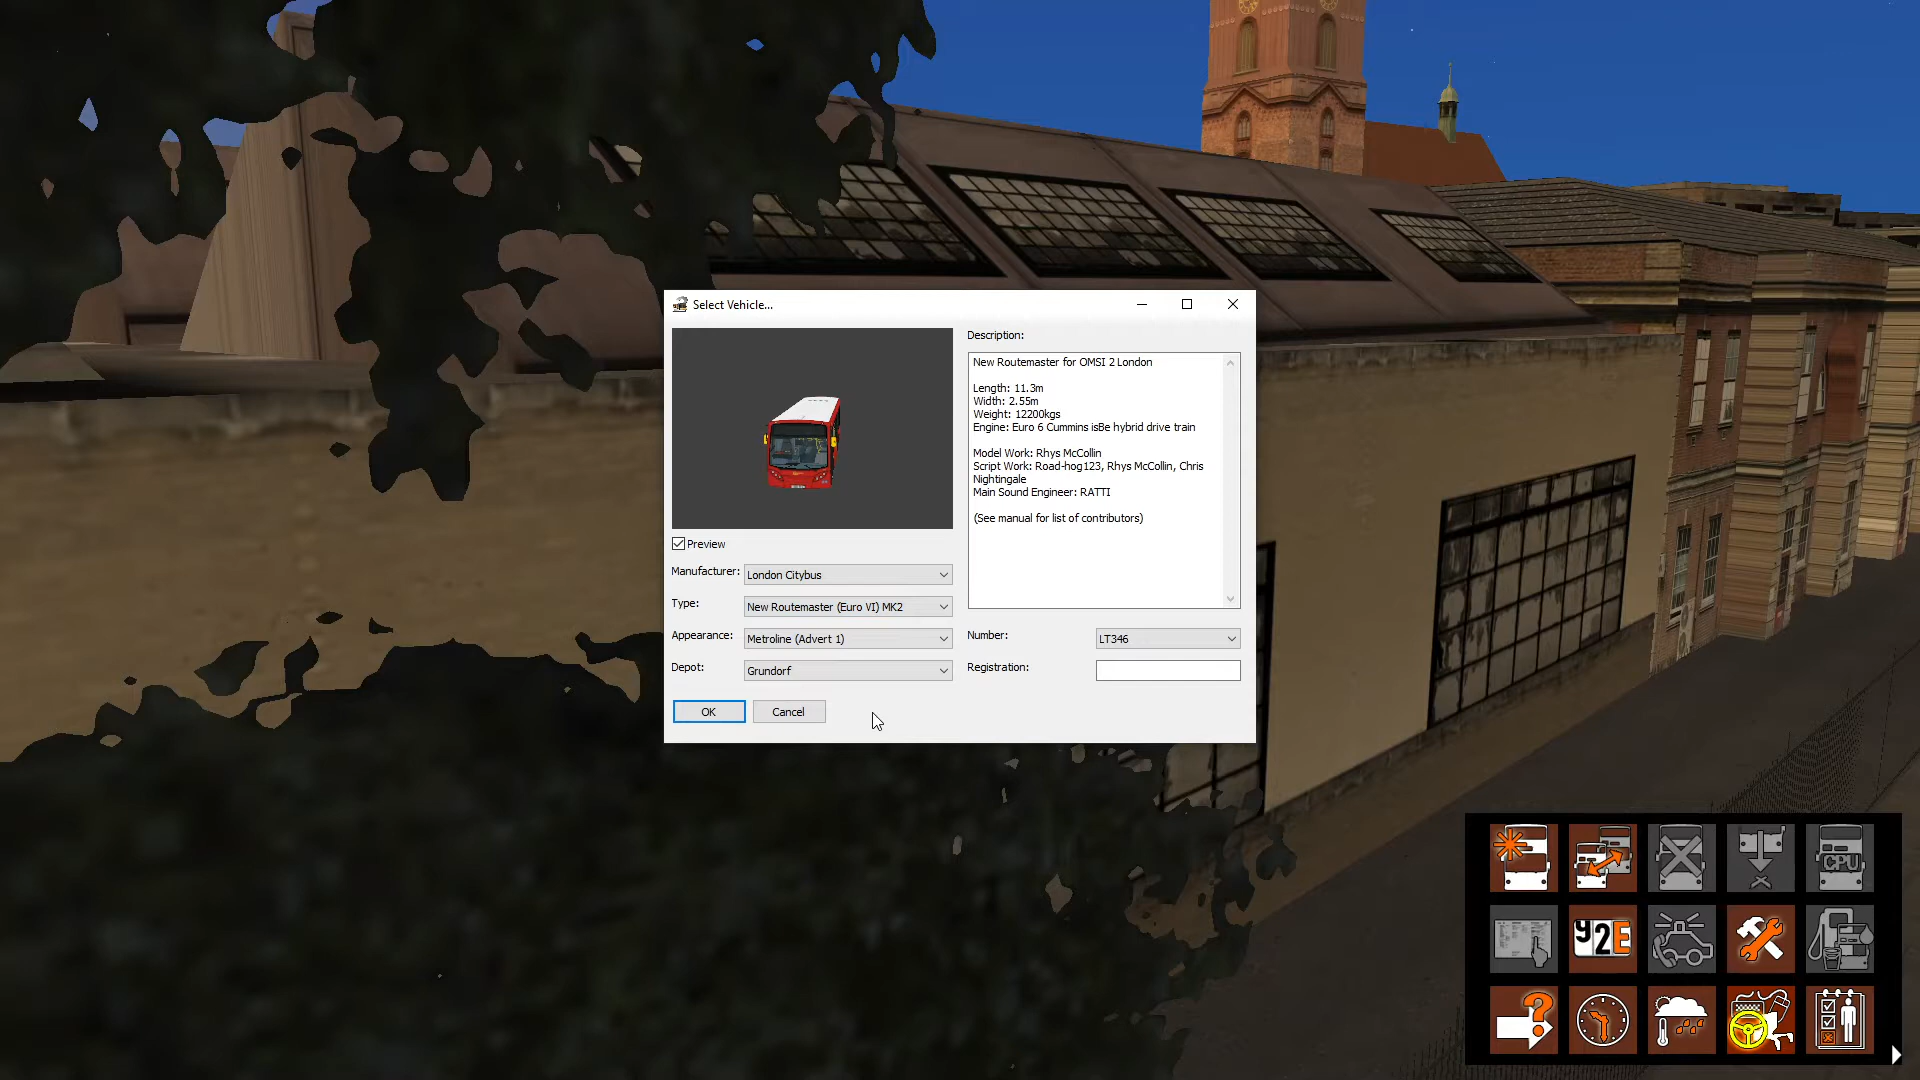 Select Vehicle...
Description:
New Routemaster for OMSI 2 London
Length: 11.3m
Width: 2.55m
Weight: 12200kgs
Engine: Euro 6 Cummins isBe hybrid drive train
Model Work: Rhys McCollin
Script Work: Road-hog123, Rhys McCollin, Chris
Nightingale
Main Sound Engineer: RATTI
(See manual for list of contributors)
Preview
Manufacturer: London Citybus
Type: New Routemaster (Euro VI) MK2
Appearance: Metroline (Advert 1)
Number: LT346
Depot: Grundorf
Registration:
OK
Cancel
CPU
92E